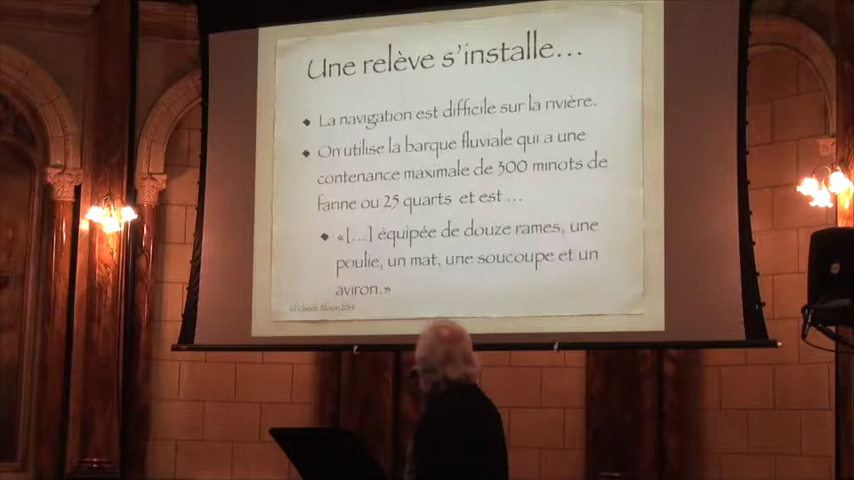 Une relève s'installe...
La navigation est difficile sur la rivière.
On utilise la barque fluviale qui a une
contenance maximale de 300 minots de
farine ou 25 quarts et est ...
«[...] équipée de douze rames, une
poulie, un mat, une soucoupe et un
aviron.»